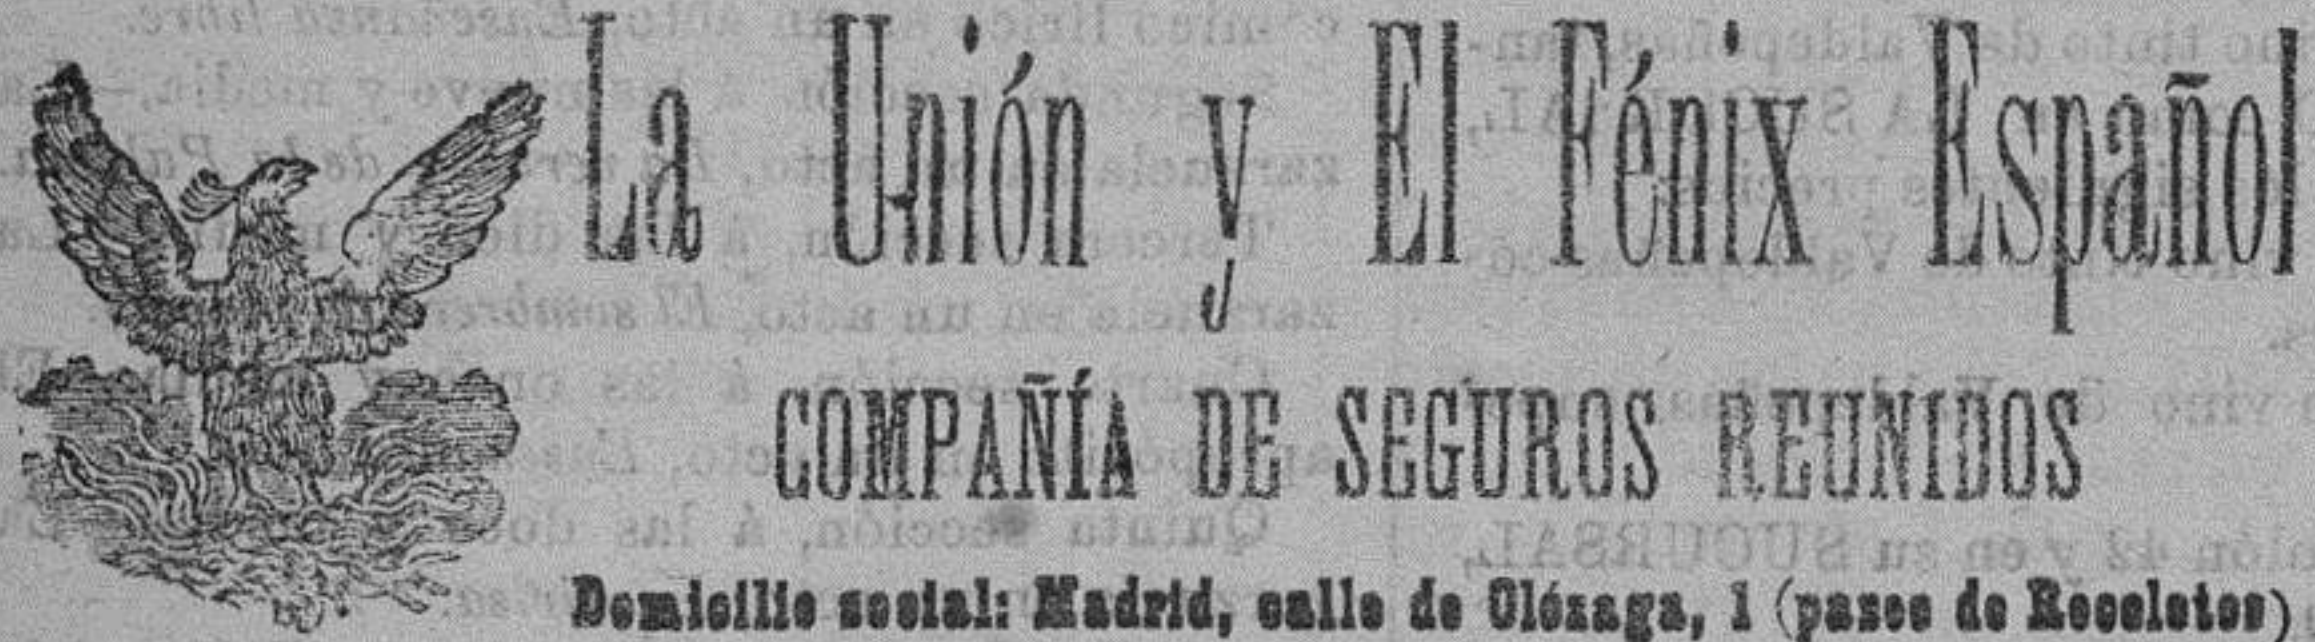 La Unión y El Fénix Español
COMPAÑÍA DE SEGUROS REUNIDOS
Domicilio social: Madrid, calle de Olózaga, 1 (paseo de Recoletos)